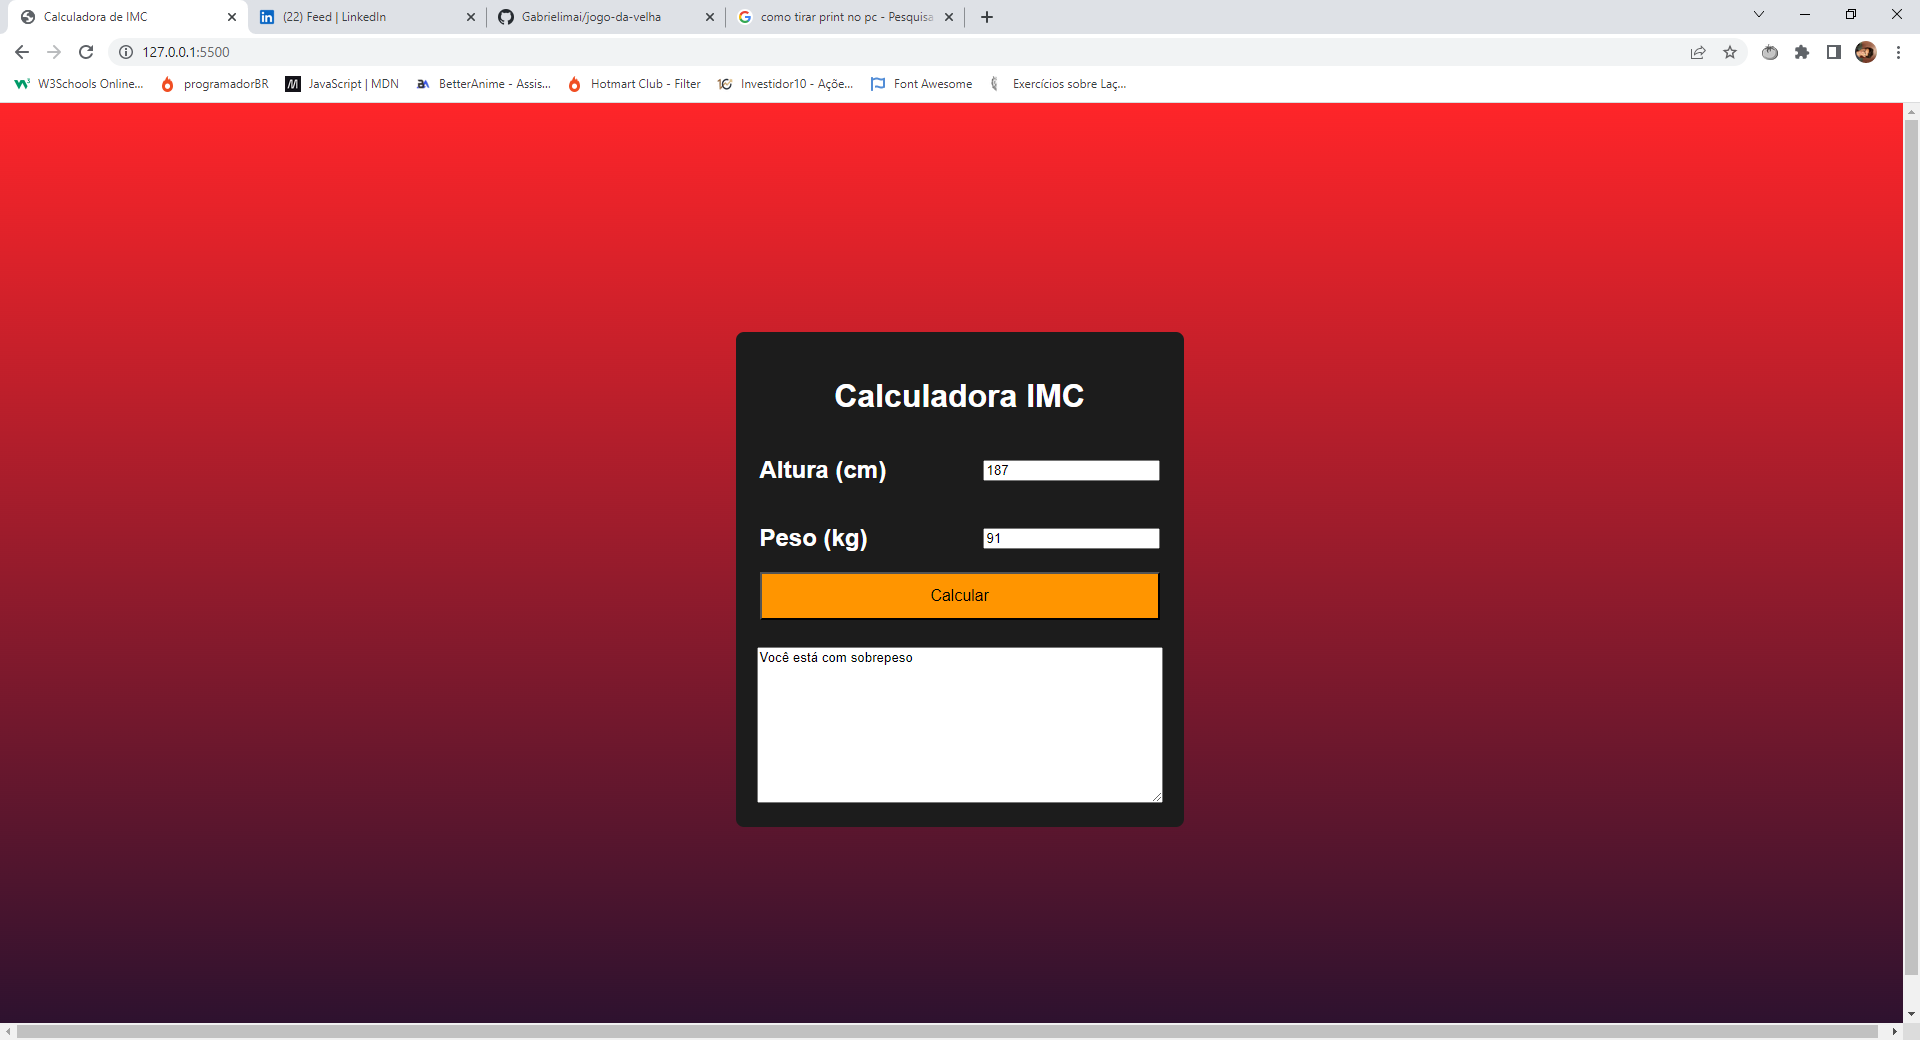 Calculadora de IMC
(22) Feed | LinkedIn
Gabrielimai/jogo-da-velha
como tirar print no pc - Pesquisa
127.0.0.1:5500
W3Schools Online...
programadorBR
JavaScript | MDN
BetterAnime - Assis...
Hotmart Club - Filter
Investidor10 - Açõe...
Font Awesome
Exercícios sobre Laç...
Calculadora IMC
Altura (cm) 187
Peso (kg) 91
Calcular
Você está com sobrepeso